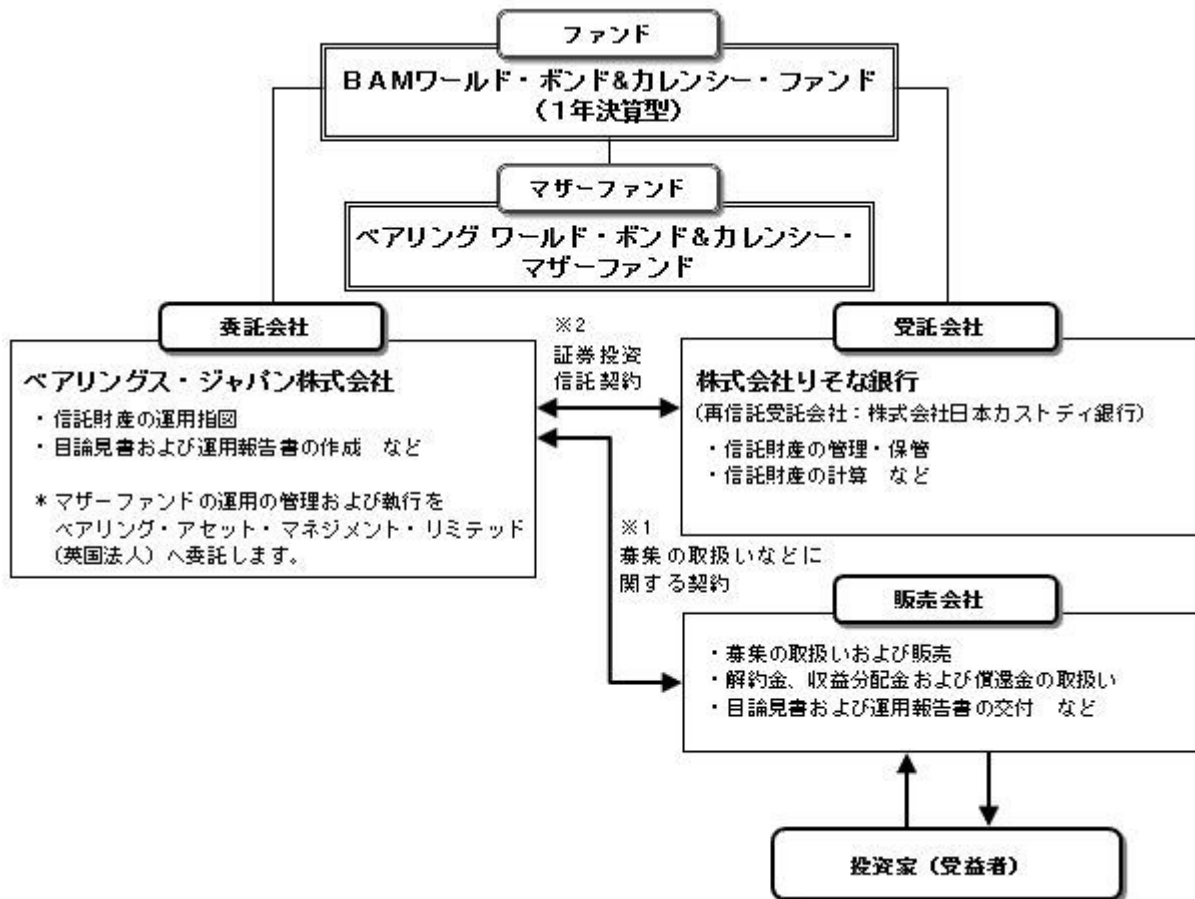 ファンド
BAMワールド・ボンド&カレンシー・ファンド
(1年決算型)
マザーファンド
ベアリング ワールド・ボンド&カレンシー・
マザーファンド
委託会社
ベアリングス・ジャパン株式会社
・信託財産の運用指図
・目論見書および運用報告書の作成 など
* マザーファンドの運用の管理および執行を
ベアリング・アセット・マネジメント・リミテッド
(英国法人)へ委託します。
※2
証券投資
信託契約
受託会社
株式会社りそな銀行
(再信託受託会社:株式会社日本カストディ銀行)
・信託財産の管理・保管
・信託財産の計算 など
※1
募集の取扱いなどに
関する契約
販売会社
・募集の取扱いおよび販売
・解約金、収益分配金および償還金の取扱い
・目論見書および運用報告書の交付 など
投資家(受益者)